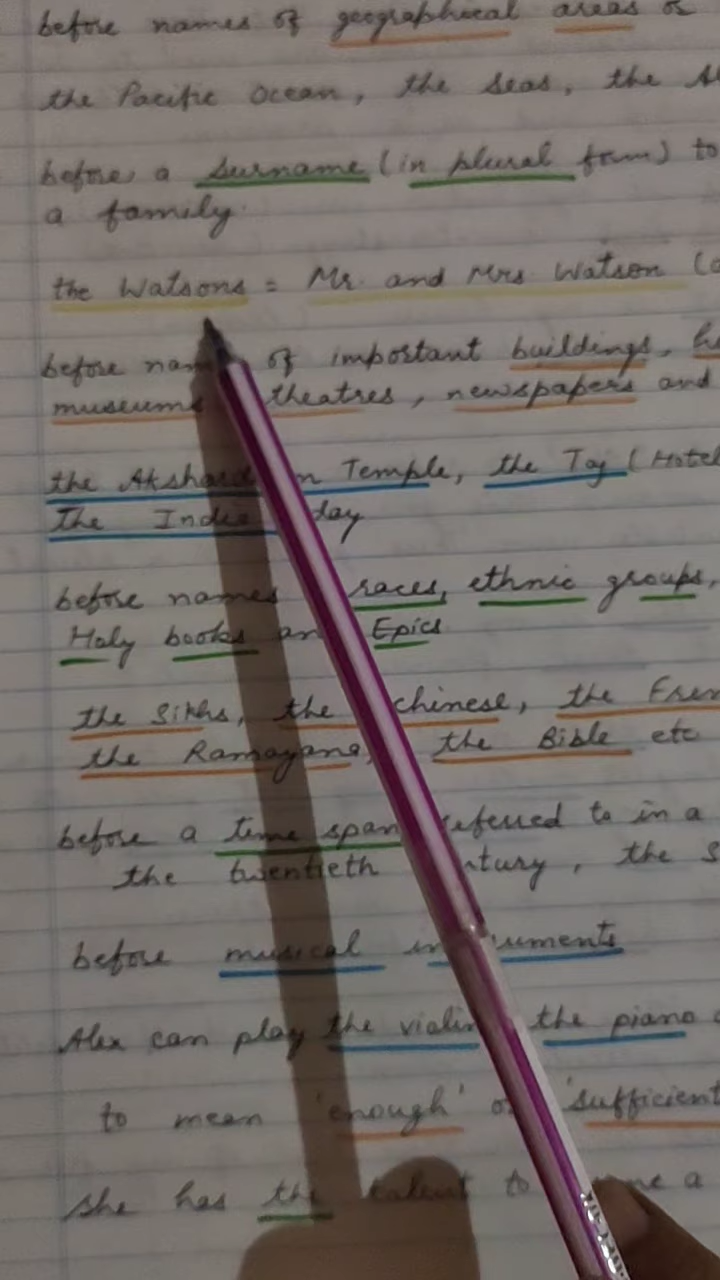 before names of geographical areas or
the Pacific Ocean, the seas, the
before a surname (in plural form) to
a family.
the Watsons = Mr. and Mrs Watson
before of important buildings,
museums theatres, newspapers and
the Temple, the Taj (Hotel
The day
before names races, ethnic groups,
Holy books Epics
the Sikhs, the Chinese, the
the Ramayana, the Bible etc
before a time span referred to in a
the twentieth , the
before musical
Alex can play the violin the piano
to mean 'enough' 'sufficient
she has the talent to a